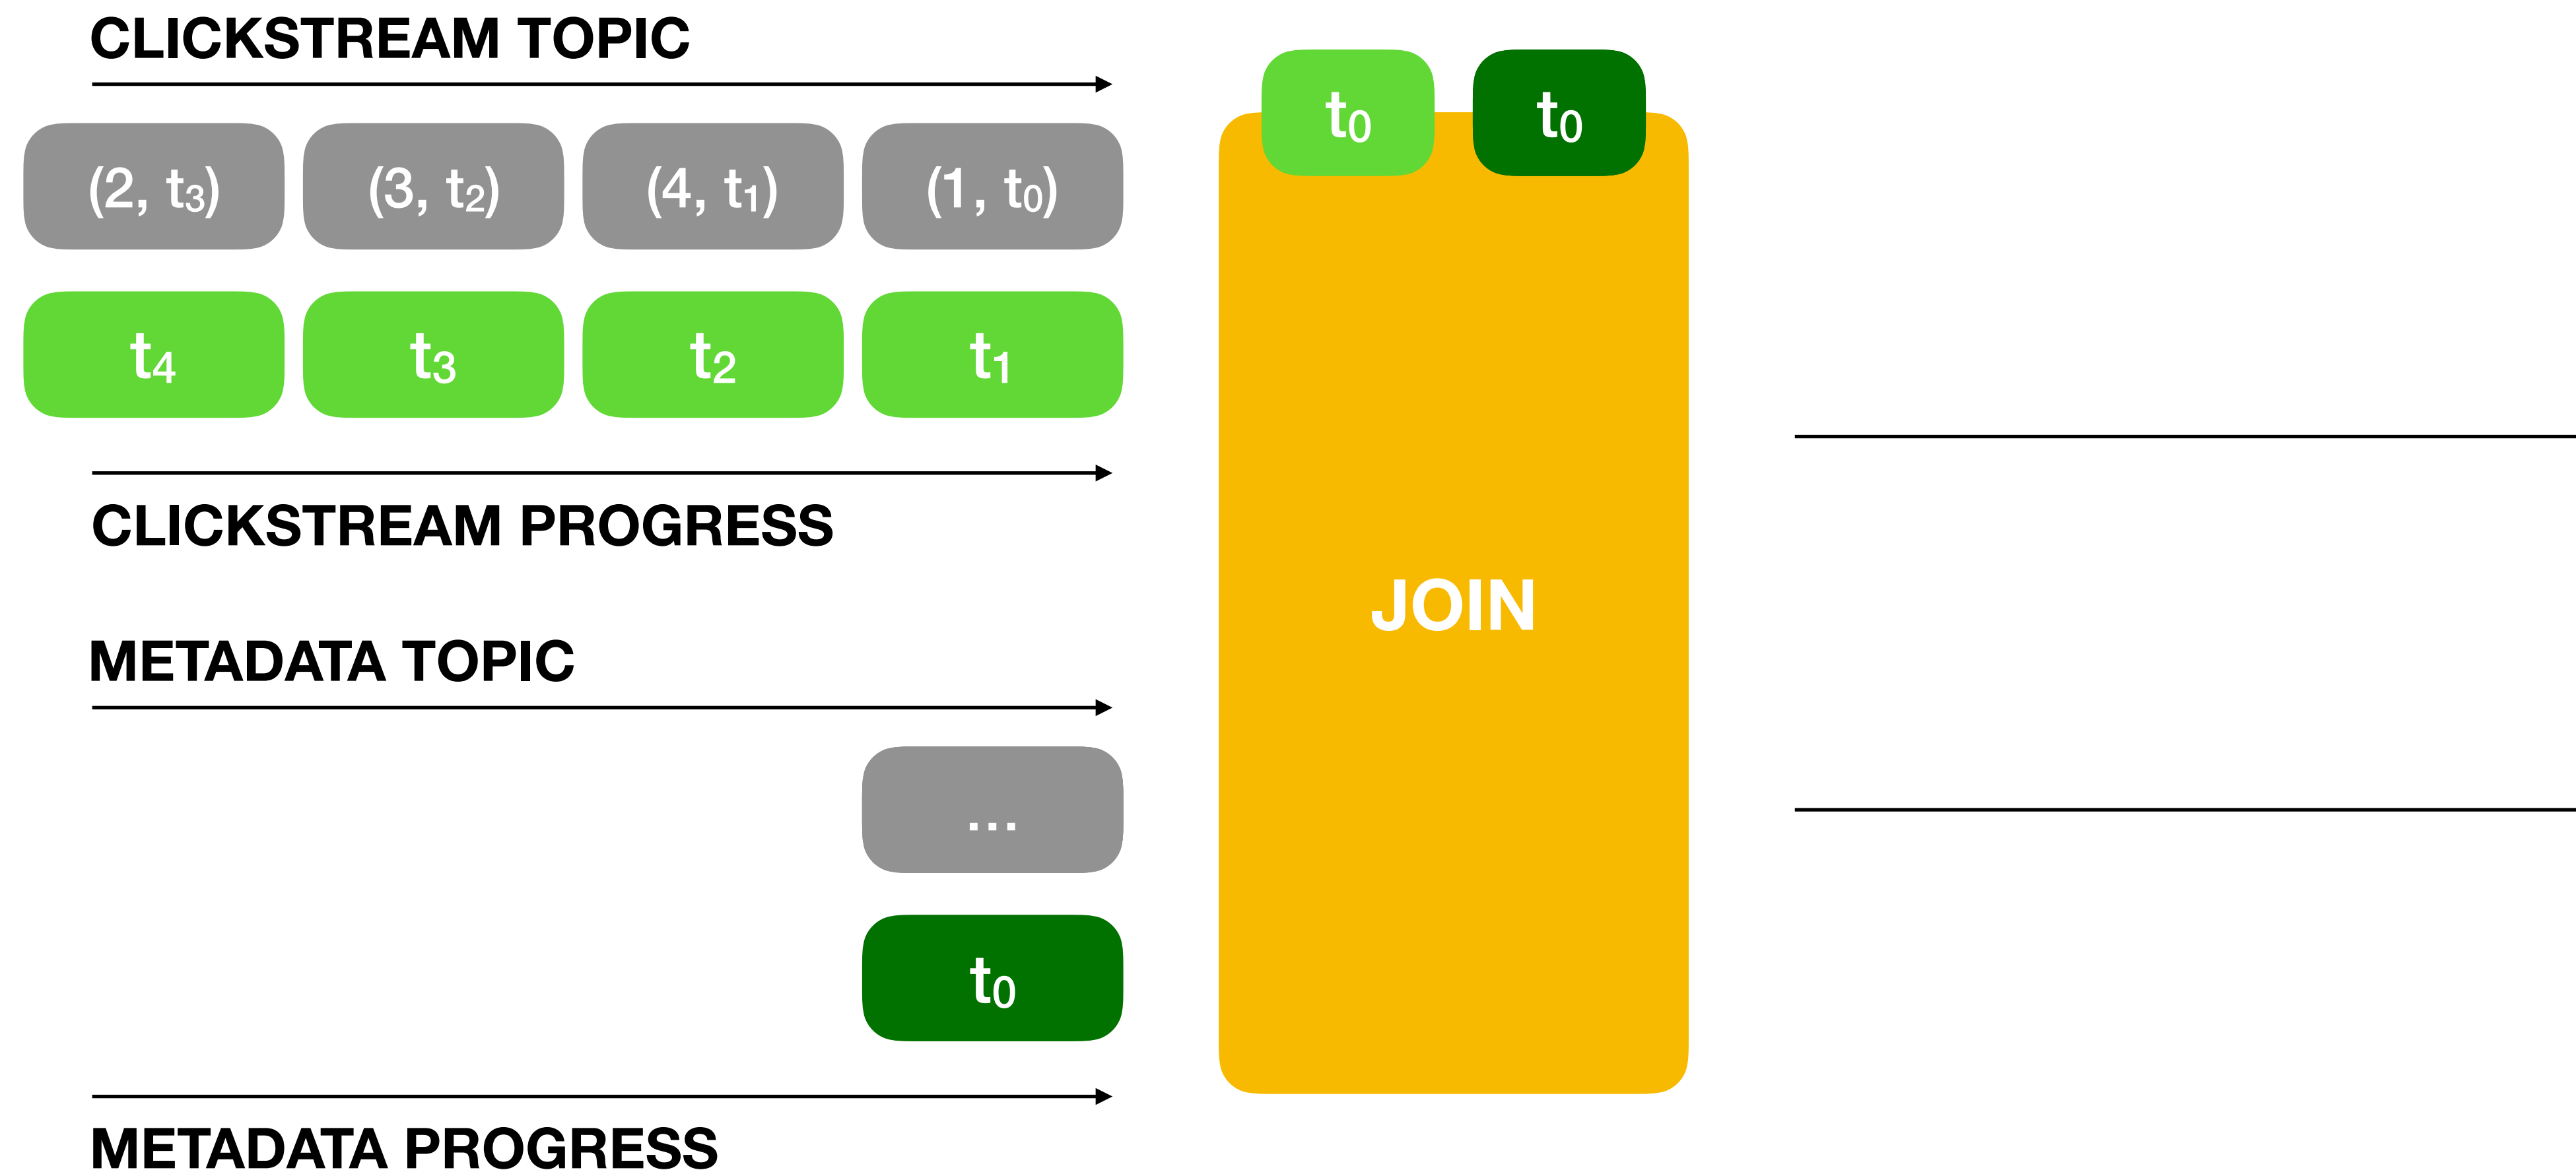 CLICKSTREAM TOPIC
t₀ t₀
(2, t₃) (3, t₂) (4, t₁) (1, t₀)
t₄ t₃ t₂ t₁
CLICKSTREAM PROGRESS
JOIN
METADATA TOPIC
...
t₀
METADATA PROGRESS